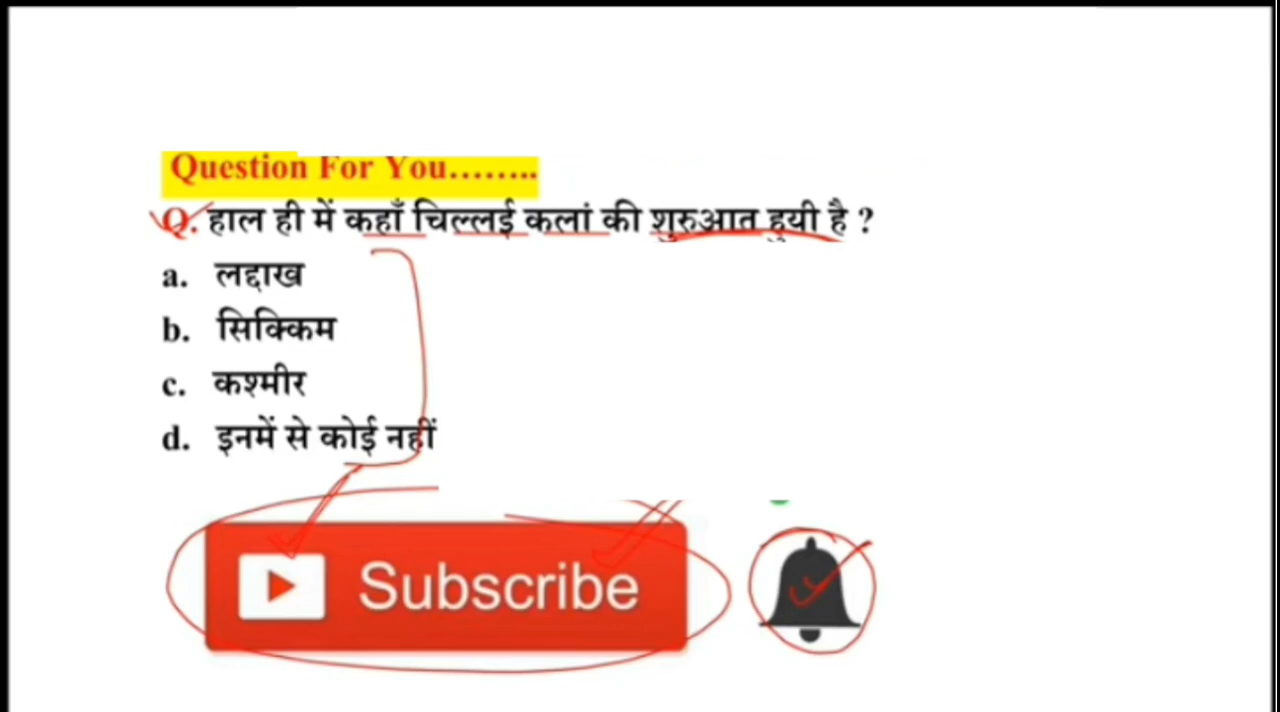 Question For You........
Q. हाल ही में कहाँ चिल्लई कलां की शुरुआत हुयी है ?
a. लद्दाख
b. सिक्किम
c. कश्मीर
d. इनमें से कोई नहीं
Subscribe